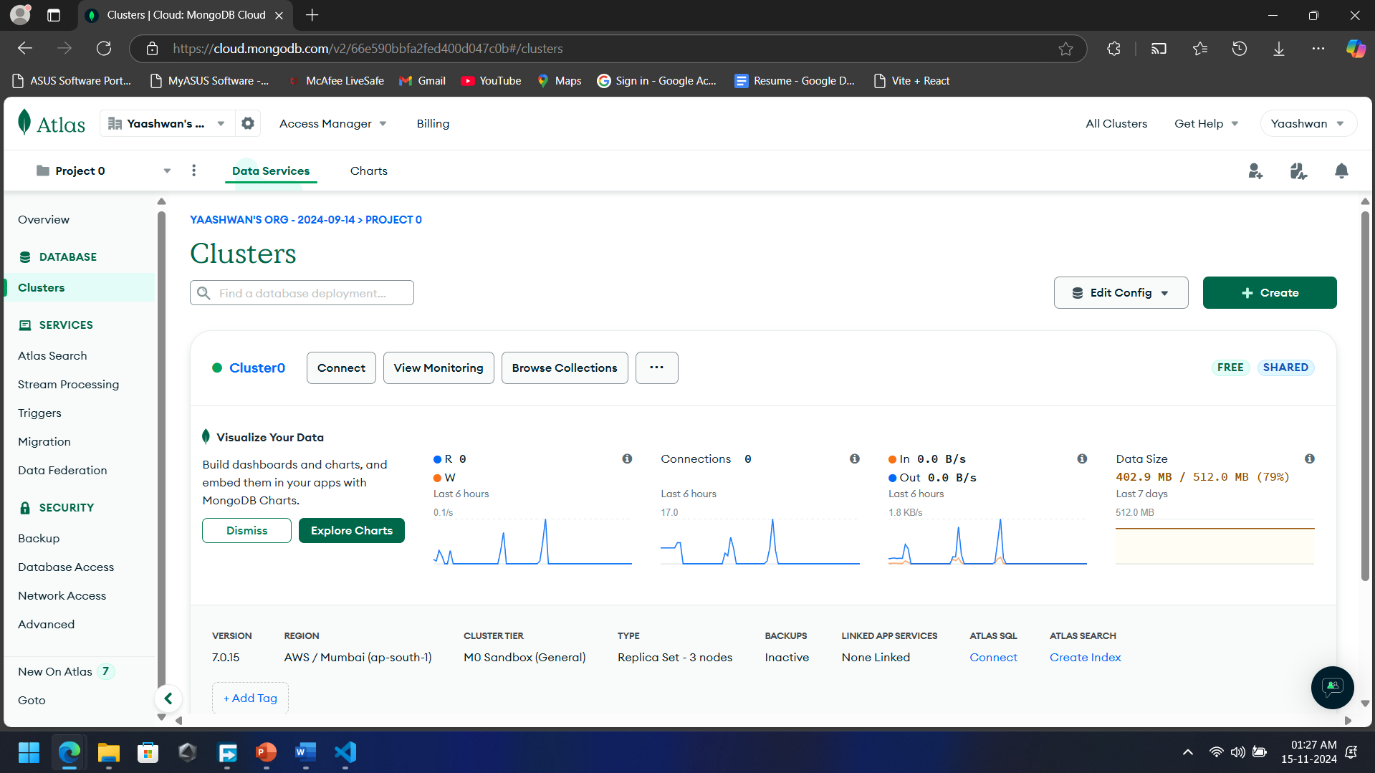 Clusters | Cloud: MongoDB Cloud
https://cloud.mongodb.com/v2/66e590bbfa2fed400d047c0b#/clusters
ASUS Software Port...
MyASUS Software -...
McAfee LiveSafe
Gmail
YouTube
Maps
Sign in - Google Ac...
Resume - Google D...
Vite + React
Atlas
Yaashwan's ...
Access Manager
Billing
All Clusters
Get Help
Yaashwan
Project 0
Data Services
Charts
Overview
DATABASE
Clusters
SERVICES
Atlas Search
Stream Processing
Triggers
Migration
Data Federation
SECURITY
Backup
Database Access
Network Access
Advanced
New On Atlas 7
Goto
YAASHWAN'S ORG - 2024-09-14 > PROJECT 0
Clusters
Find a database deployment...
Edit Config
+ Create
Cluster0
Connect
View Monitoring
Browse Collections
...
FREE
SHARED
Visualize Your Data
Build dashboards and charts, and
embed them in your apps with
MongoDB Charts.
Dismiss
Explore Charts
R 0
W
Last 6 hours
0.1/s
Connections 0
Last 6 hours
17.0
In 0.0 B/s
Out 0.0 B/s
Last 6 hours
1.8 KB/s
Data Size
402.9 MB / 512.0 MB (79%)
Last 7 days
512.0 MB
VERSION
7.0.15
REGION
AWS / Mumbai (ap-south-1)
CLUSTER TIER
M0 Sandbox (General)
TYPE
Replica Set - 3 nodes
BACKUPS
Inactive
LINKED APP SERVICES
None Linked
ATLAS SQL
Connect
ATLAS SEARCH
Create Index
+ Add Tag
01:27 AM
15-11-2024